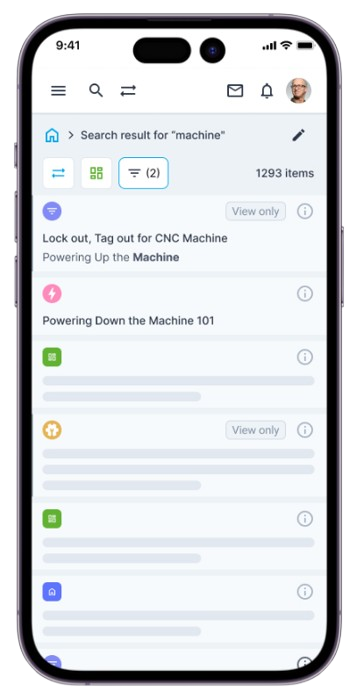 9:41
Search result for "machine"
(2)
1293 items
View only
Lock out, Tag out for CNC Machine
Powering Up the Machine
Powering Down the Machine 101
View only